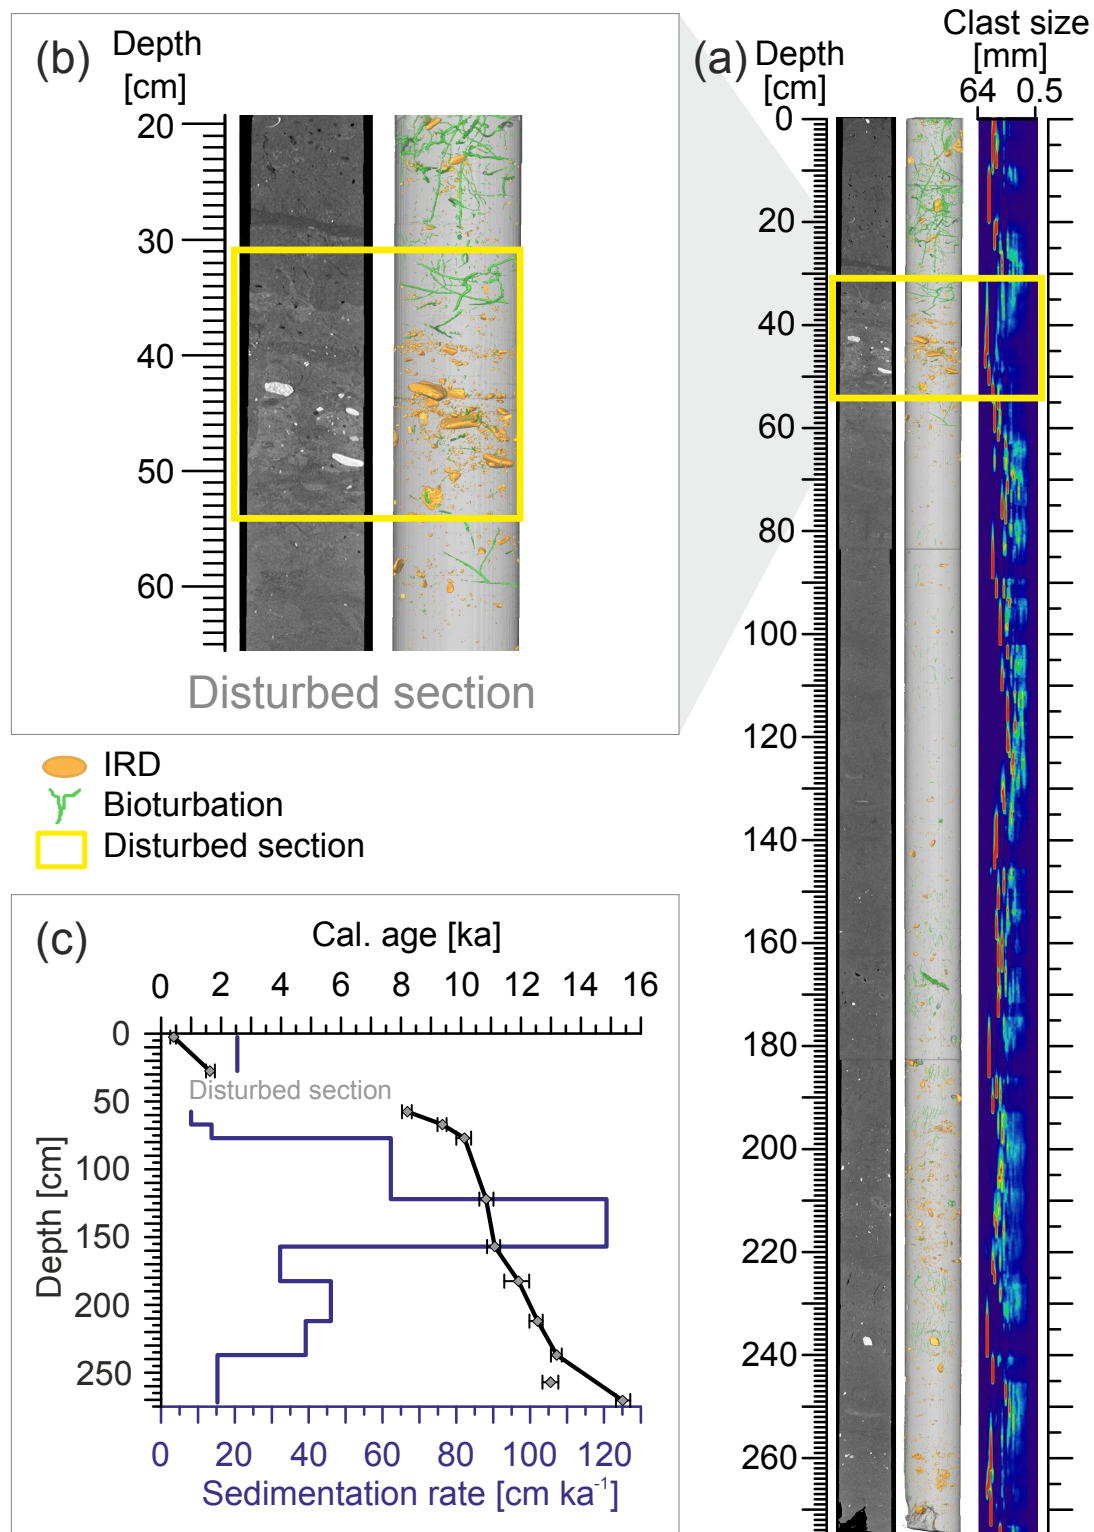 (b)
Depth
[cm]
20
30
40
50
60
Disturbed section
(a)
Depth
[cm]
Clast size
[mm]
64 0.5
0
20
40
60
80
100
120
140
160
180
200
220
240
260
IRD
Bioturbation
Disturbed section
(c)
Cal. age [ka]
0 2 4 6 8 10 12 14 16
Depth [cm]
0
50
100
150
200
250
Disturbed section
0 20 40 60 80 100 120
Sedimentation rate [cm ka⁻¹]